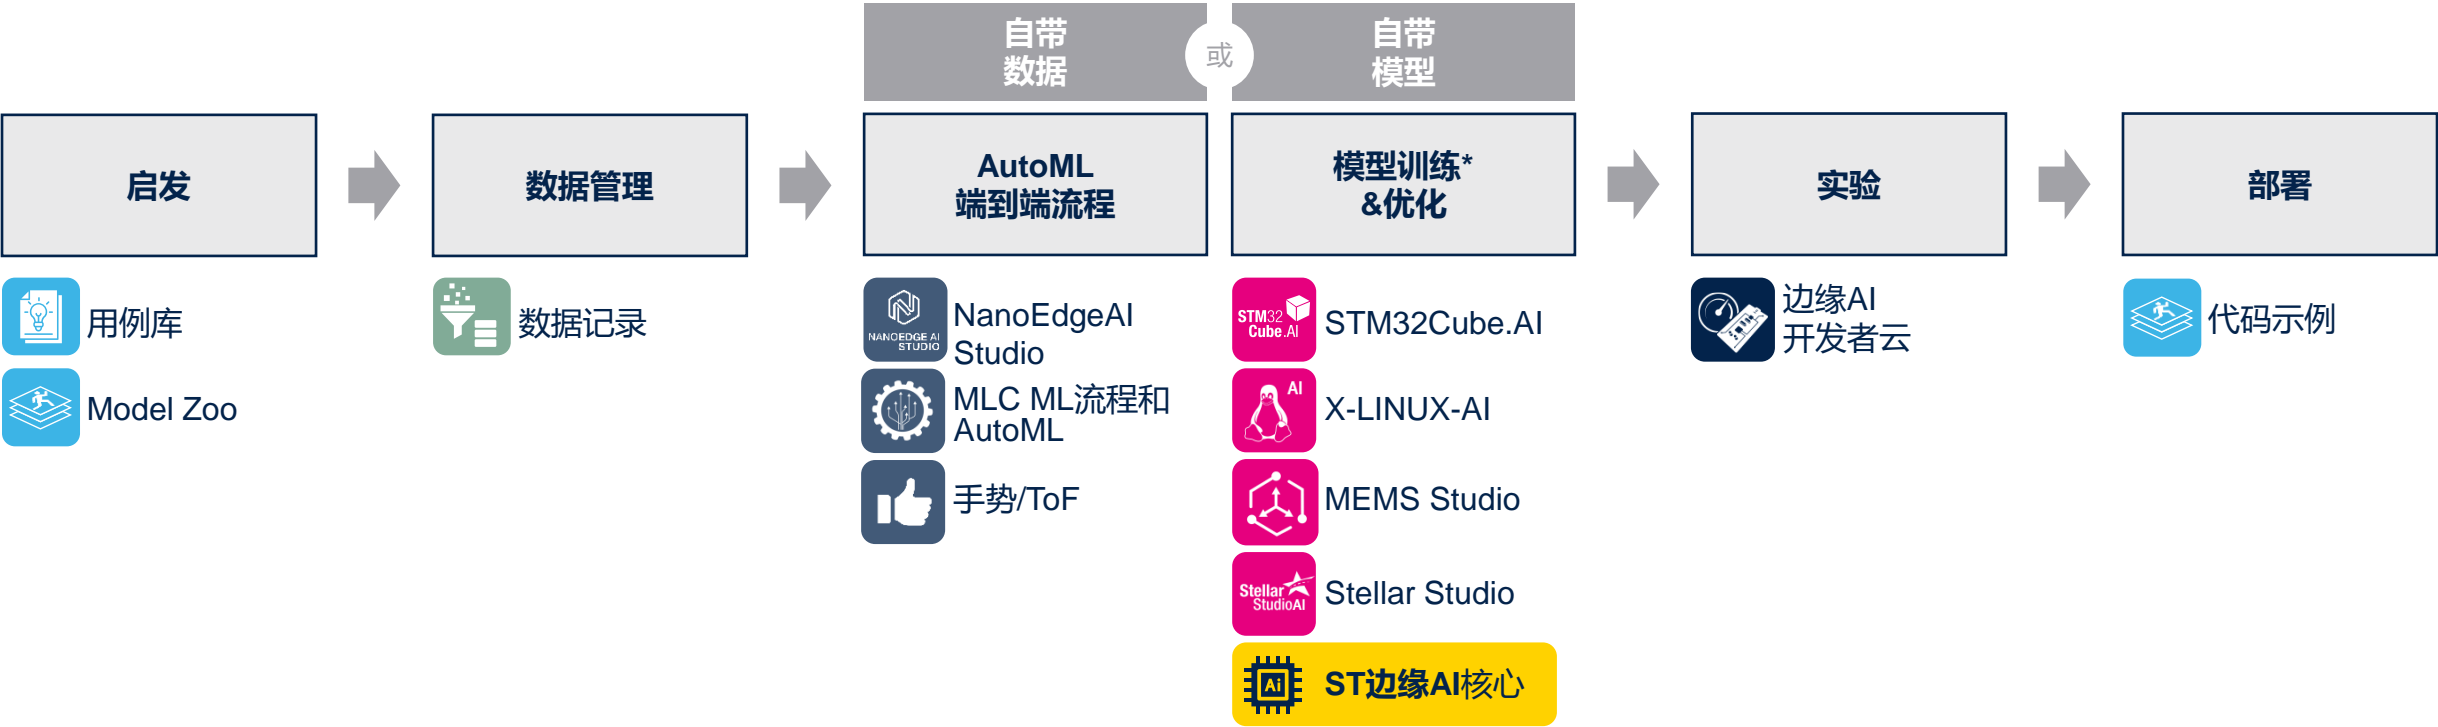 自带
数据
或
自带
模型
启发
数据管理
AutoML
端到端流程
模型训练*
&优化
实验
部署
用例库
Model Zoo
数据记录
NANOEDGE AI
STUDIO
NanoEdgeAI
Studio
MLC ML流程和
AutoML
手势/ToF
STM32
Cube.AI
STM32Cube.AI
AI
X-LINUX-AI
MEMS Studio
Stellar
StudioAI
Stellar Studio
Ai
ST边缘AI核心
边缘AI
开发者云
代码示例